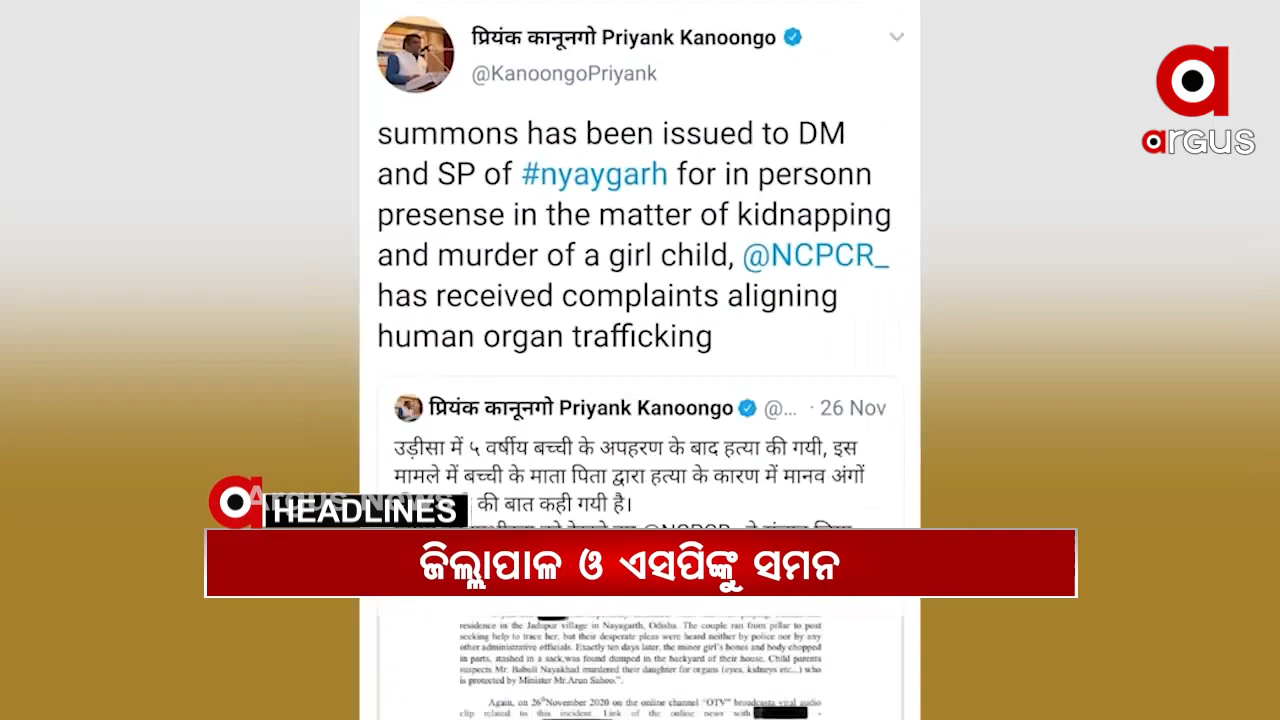 प्रियंक कानूनगो Priyank Kanoongo
@KanoongoPriyank
argus
summons has been issued to DM
and SP of #nyaygarh for in personn
presense in the matter of kidnapping
and murder of a girl child, @NCPCR_
has received complaints aligning
human organ trafficking
प्रियंक कानूनगो Priyank Kanoongo @... · 26 Nov
उड़ीसा में ५ वर्षीय बच्ची के अपहरण के बाद हत्या की गयी, इस
मामले में बच्ची के माता पिता द्वारा हत्या के कारण में मानव अंगों
की बात कही गयी है।
Argus News
HEADLINES
ଜିଲ୍ଲାପାଳ ଓ ଏସପିଙ୍କୁ ସମନ
residence in the Jadupur village in Nayagarh, Odisha. The couple ran from pillar to post
seeking help to trace her, but their desperate pleas were heard neither by police nor by any
other administrative officials. Exactly ten days later, the minor girl's bones and body chopped
in parts, stashed in a sack,was found dumped in the backyard of their house. Child parents
suspects Mr. Babuli Nayakhad murdered their daughter for organs (eyes, kidneys etc...) who
is protected by Minister Mr.Arun Sahoo.".
Again, on 26thNovember 2020 on the online channel "OTV" broadcasts viral audio
clip related to this incident. Link of the online news with